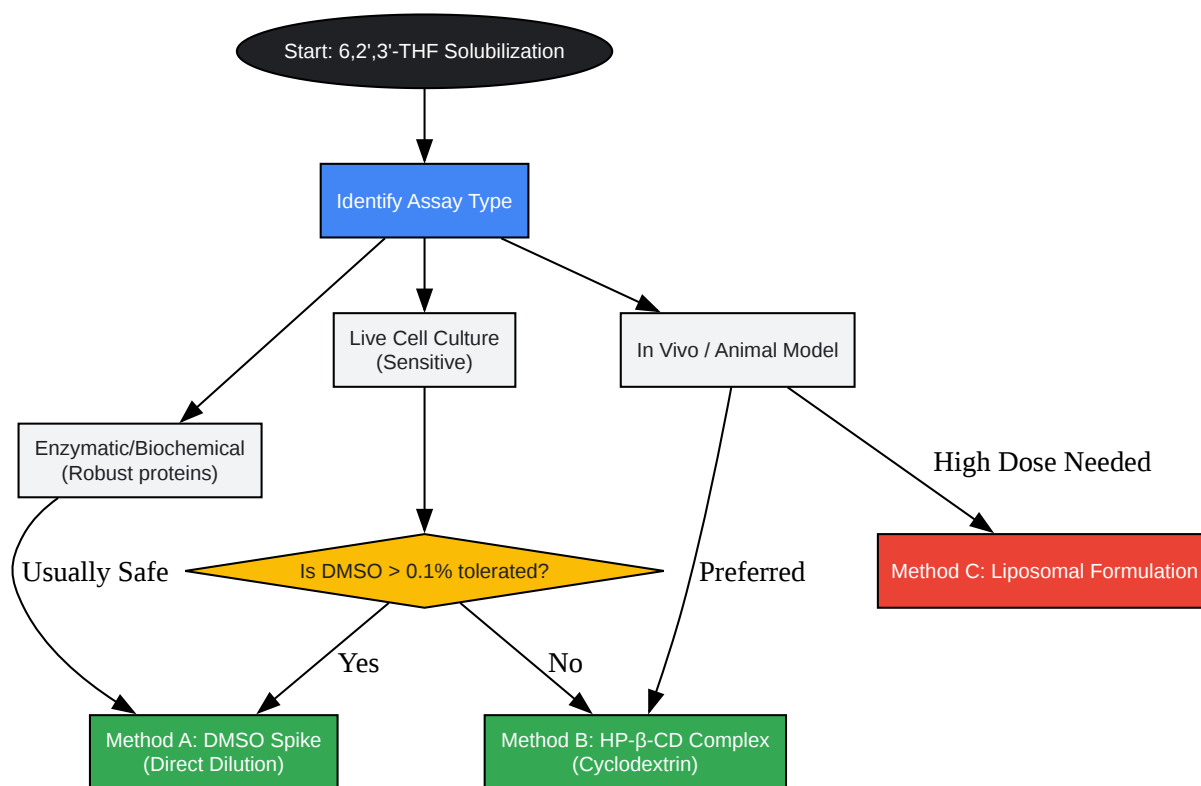 Start: 6,2',3'-THF Solubilization
Identify Assay Type
Live Cell Culture
(Sensitive)
In Vivo / Animal Model
Enzymatic/Biochemical
(Robust proteins)
High Dose Needed
Usually Safe
Is DMSO > 0.1% tolerated?
Preferred
Method C: Liposomal Formulation
Yes
No
Method A: DMSO Spike
(Direct Dilution)
Method B: HP-β-CD Complex
(Cyclodextrin)